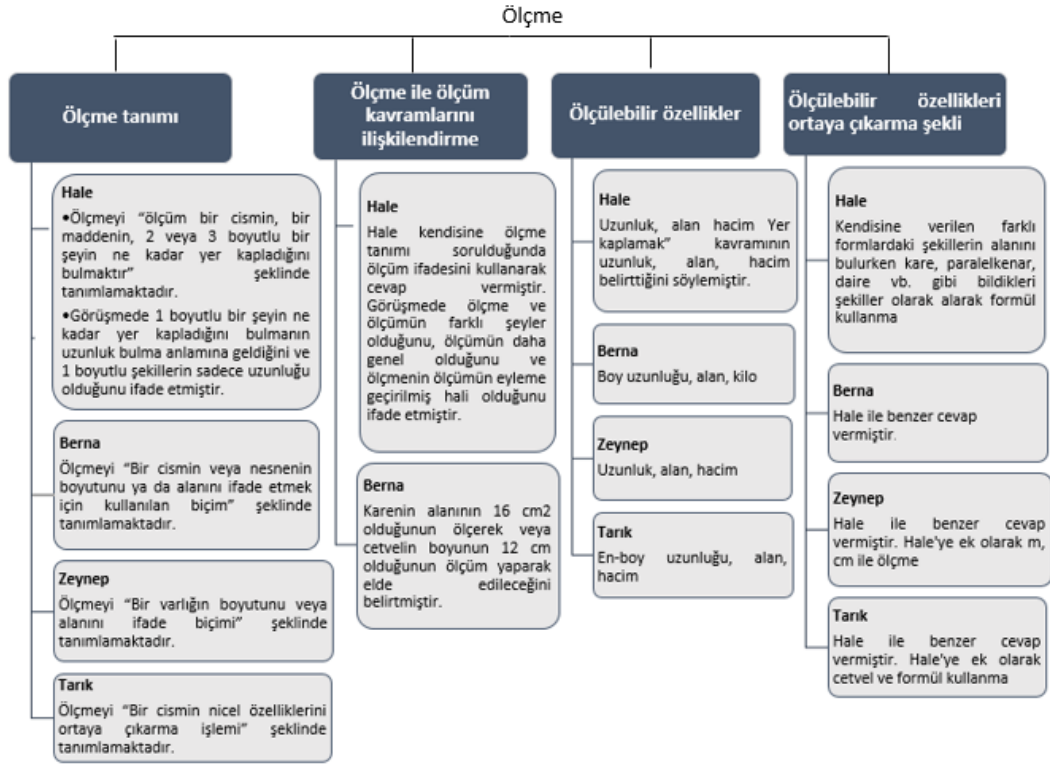 Ölçme
Ölçme tanımı
Hale
•Ölçmeyi “ölçüm bir cismin, bir
maddenin, 2 veya 3 boyutlu bir
şeyin ne kadar yer kapladığını
bulmaktır” şeklinde
tanımlamaktadır.
•Görüşmede 1 boyutlu bir şeyin ne
kadar yer kapladığını bulmanın
uzunluk bulma anlamına geldiğini ve
1 boyutlu şekillerin sadece uzunluğu
olduğunu ifade etmiştir.
Berna
Ölçmeyi “Bir cismin veya nesnenin
boyutunu ya da alanını ifade etmek
için kullanılan biçim” şeklinde
tanımlamaktadır.
Zeynep
Ölçmeyi “Bir varlığın boyutunu veya
alanını ifade biçimi” şeklinde
tanımlamaktadır.
Tarık
Ölçmeyi “Bir cismin nicel özelliklerini
ortaya çıkarma işlemi” şeklinde
tanımlamaktadır.
Ölçme ile ölçüm
kavramlarını
ilişkilendirme
Hale
Hale kendisine ölçme
tanımı sorulduğunda
ölçüm ifadesini kullanarak
cevap vermiştir.
Görüşmede ölçme ve
ölçümün farklı şeyler
olduğunu, ölçümün daha
genel olduğunu ve
ölçmenin ölçümün eyleme
geçirilmiş hali olduğunu
ifade etmiştir.
Berna
Karenin alanının 16 cm2
olduğunun ölçerek veya
cetvelin boyunun 12 cm
olduğunun ölçüm yaparak
elde edileceğini
belirtmiştir.
Ölçülebilir özellikler
Hale
Uzunluk, alan hacim Yer
kaplamak” kavramının
uzunluk, alan, hacim
belirttiğini söylemiştir.
Berna
Boy uzunluğu, alan, kilo
Zeynep
Uzunluk, alan, hacim
Tarık
En-boy uzunluğu, alan,
hacim
Ölçülebilir özellikleri
ortaya çıkarma şekli
Hale
Kendisine verilen farklı
formlardaki şekillerin alanını
bulurken kare, paralelkenar,
daire vb. gibi bildikleri
şekiller olarak alarak formül
kullanma
Berna
Hale ile benzer cevap
vermiştir.
Zeynep
Hale ile benzer cevap
vermiştir. Hale'ye ek olarak m,
cm ile ölçme
Tarık
Hale ile benzer cevap
vermiştir. Hale'ye ek olarak
cetvel ve formül kullanma